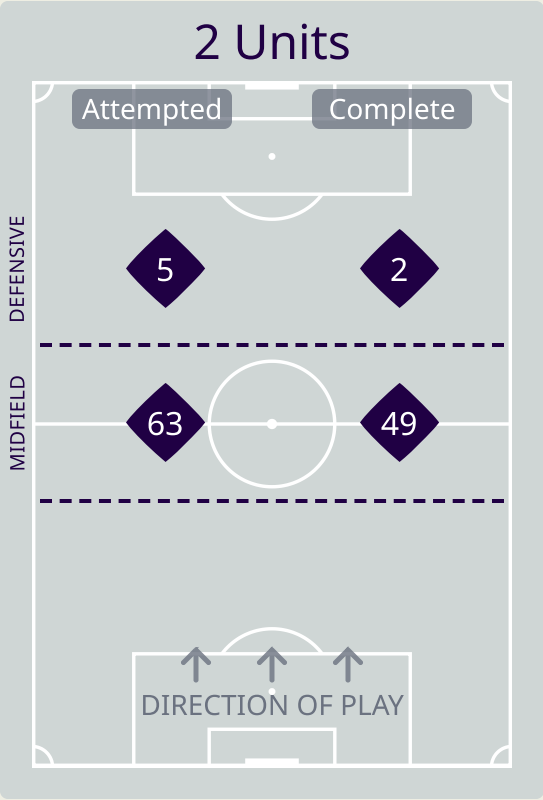 2 Units
Attempted
Complete
DEFENSIVE
5
2
MIDFIELD
63
49
DIRECTION OF PLAY